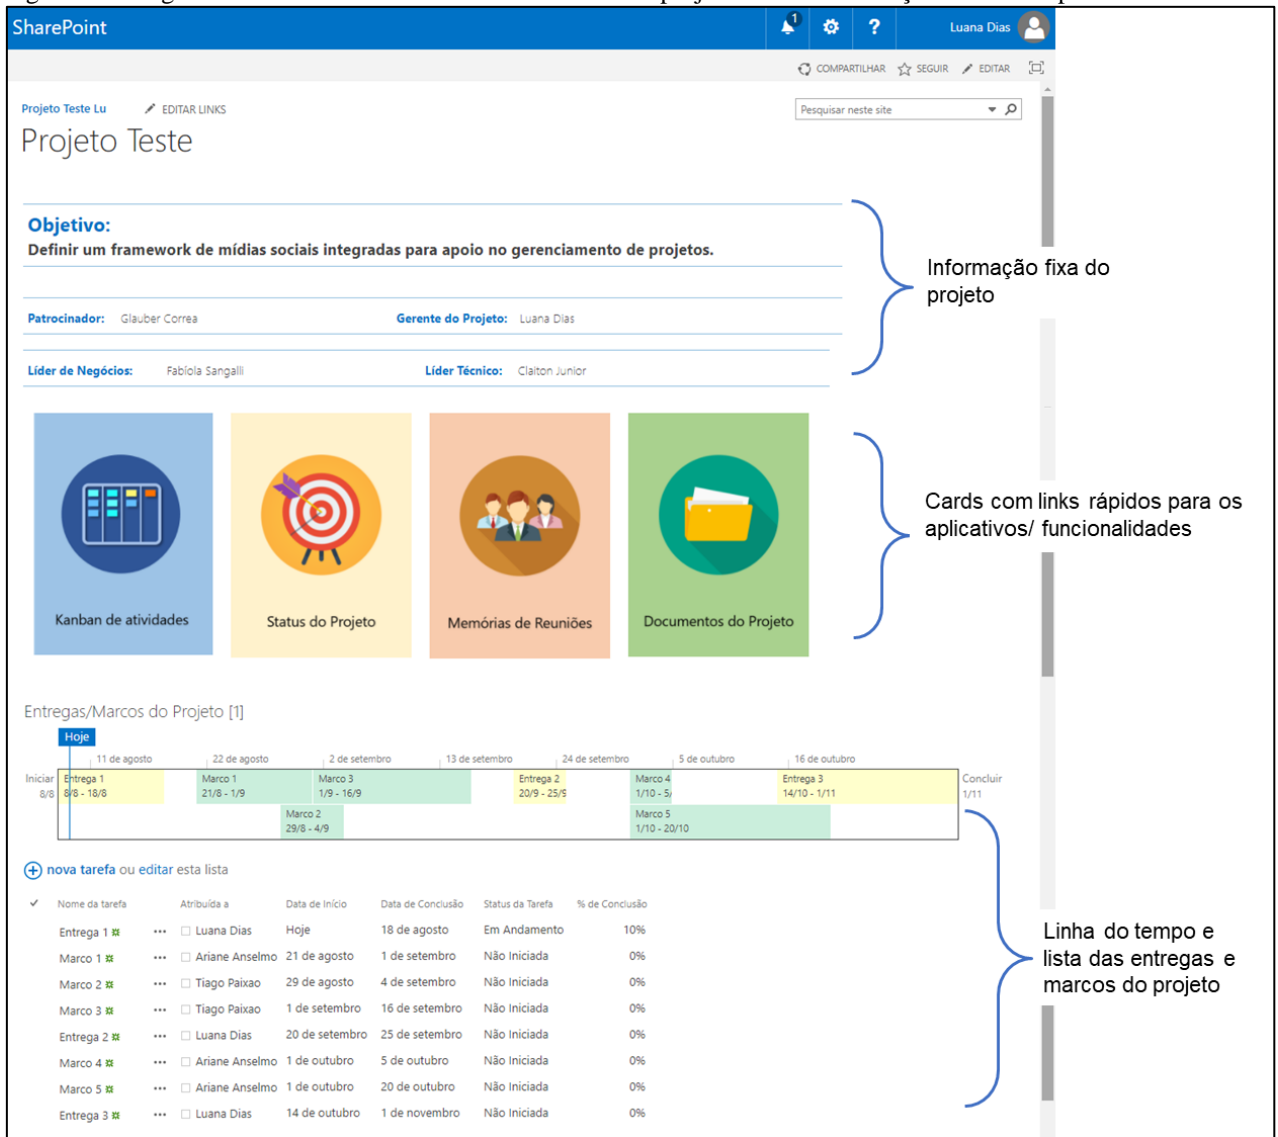 SharePoint
1
?
Luana Dias
COMPARTILHAR
SEGUIR
EDITAR
Projeto Teste Lu
EDITAR LINKS
Pesquisar neste site
Projeto Teste
Objetivo:
Definir um framework de mídias sociais integradas para apoio no gerenciamento de projetos.
Informação fixa do
projeto
Patrocinador: Glauber Correa Gerente do Projeto: Luana Dias
Líder de Negócios: Fabíola Sangalli Líder Técnico: Claiton Junior
Cards com links rápidos para os
aplicativos/ funcionalidades
Kanban de atividades
Status do Projeto
Memórias de Reuniões
Documentos do Projeto
Entregas/Marcos do Projeto [1]
Hoje
11 de agosto 22 de agosto 2 de setembro 13 de setembro 24 de setembro 5 de outubro 16 de outubro
Iniciar
8/8
Entrega 1
8/8 - 18/8
Marco 1
21/8 - 1/9
Marco 3
1/9 - 16/9
Entrega 2
20/9 - 25/9
Marco 4
1/10 - 5/
Entrega 3
14/10 - 1/11
Concluir
1/11
Marco 2
29/8 - 4/9
Marco 5
1/10 - 20/10
nova tarefa ou editar esta lista
Nome da tarefa Atribuída a Data de Início Data de Conclusão Status da Tarefa % de Conclusão
Entrega 1 ... Luana Dias Hoje 18 de agosto Em Andamento 10%
Marco 1 ... Ariane Anselmo 21 de agosto 1 de setembro Não Iniciada 0%
Marco 2 ... Tiago Paixao 29 de agosto 4 de setembro Não Iniciada 0%
Marco 3 ... Tiago Paixao 1 de setembro 16 de setembro Não Iniciada 0%
Entrega 2 ... Luana Dias 20 de setembro 25 de setembro Não Iniciada 0%
Marco 4 ... Ariane Anselmo 1 de outubro 5 de outubro Não Iniciada 0%
Marco 5 ... Ariane Anselmo 1 de outubro 20 de outubro Não Iniciada 0%
Entrega 3 ... Luana Dias 14 de outubro 1 de novembro Não Iniciada 0%
Linha do tempo e
lista das entregas e
marcos do projeto